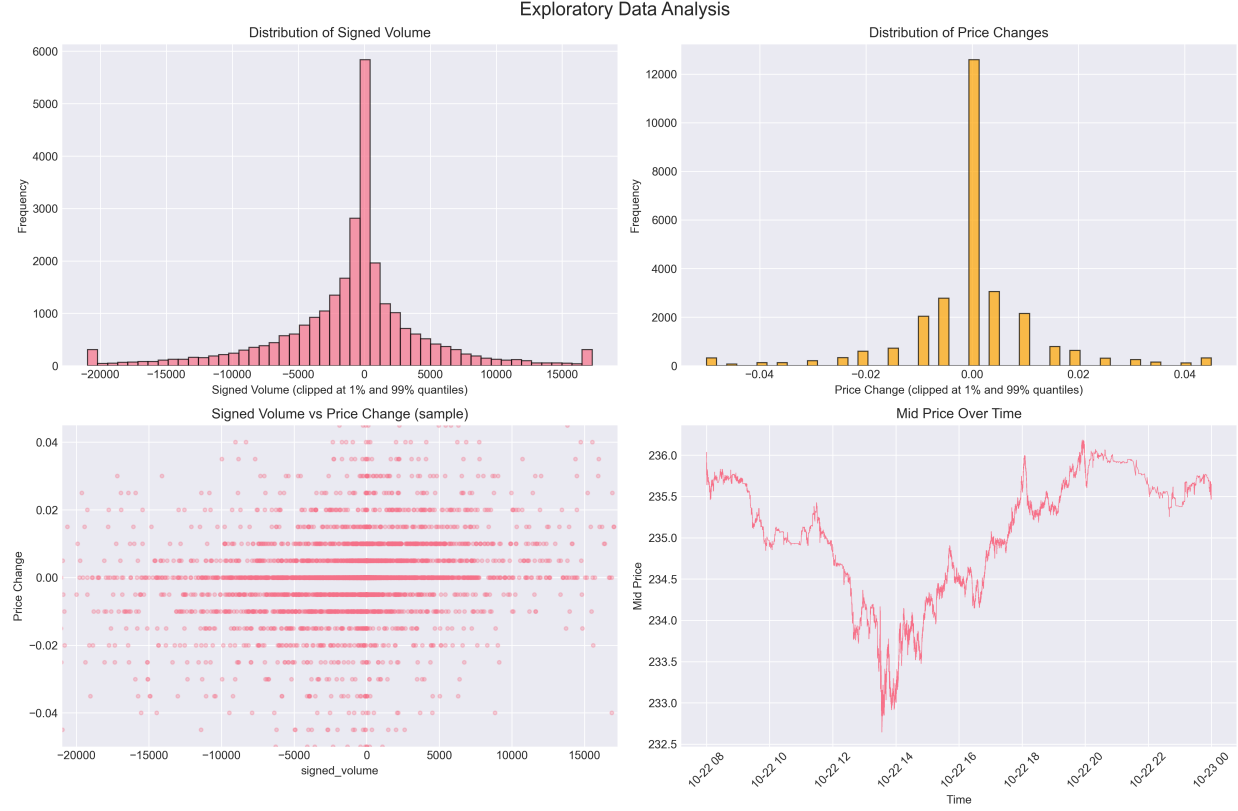 Exploratory Data Analysis
Distribution of Signed Volume
Frequency
6000
5000
4000
3000
2000
1000
0
−20000 −15000 −10000 −5000 0 5000 10000 15000
Signed Volume (clipped at 1% and 99% quantiles)
Distribution of Price Changes
Frequency
12000
10000
8000
6000
4000
2000
0
−0.04 −0.02 0.00 0.02 0.04
Price Change (clipped at 1% and 99% quantiles)
Signed Volume vs Price Change (sample)
Price Change
0.04
0.02
0.00
−0.02
−0.04
−20000 −15000 −10000 −5000 0 5000 10000 15000
signed_volume
Mid Price Over Time
Mid Price
236.0
235.5
235.0
234.5
234.0
233.5
233.0
232.5
10-22 08 10-22 10 10-22 12 10-22 14 10-22 16 10-22 18 10-22 20 10-22 22 10-23 00
Time